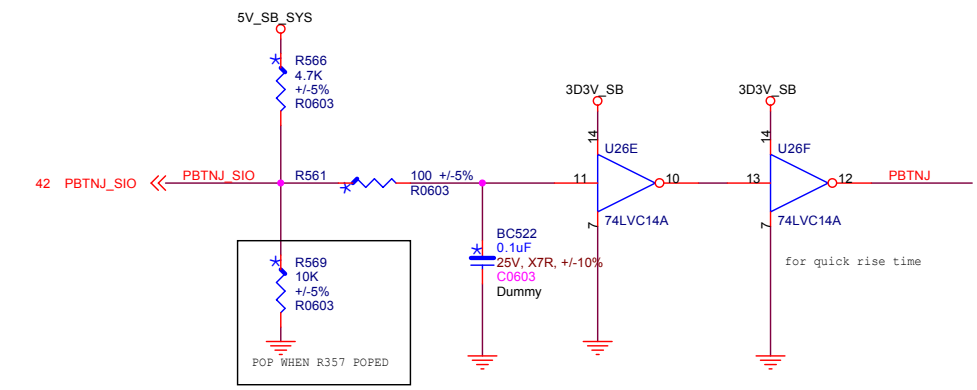 5V_SB_SYS
R566
4.7K
+/-5%
R0603
3D3V_SB
3D3V_SB
14
14
U26E
U26F
42 PBTNJ_SIO
PBTNJ_SIO
R561
100 +/-5%
R0603
11
10
13
12
PBTNJ
74LVC14A
74LVC14A
7
7
BC522
0.1uF
25V, X7R, +/-10%
C0603
Dummy
for quick rise time
R569
10K
+/-5%
R0603
POP WHEN R357 POPED